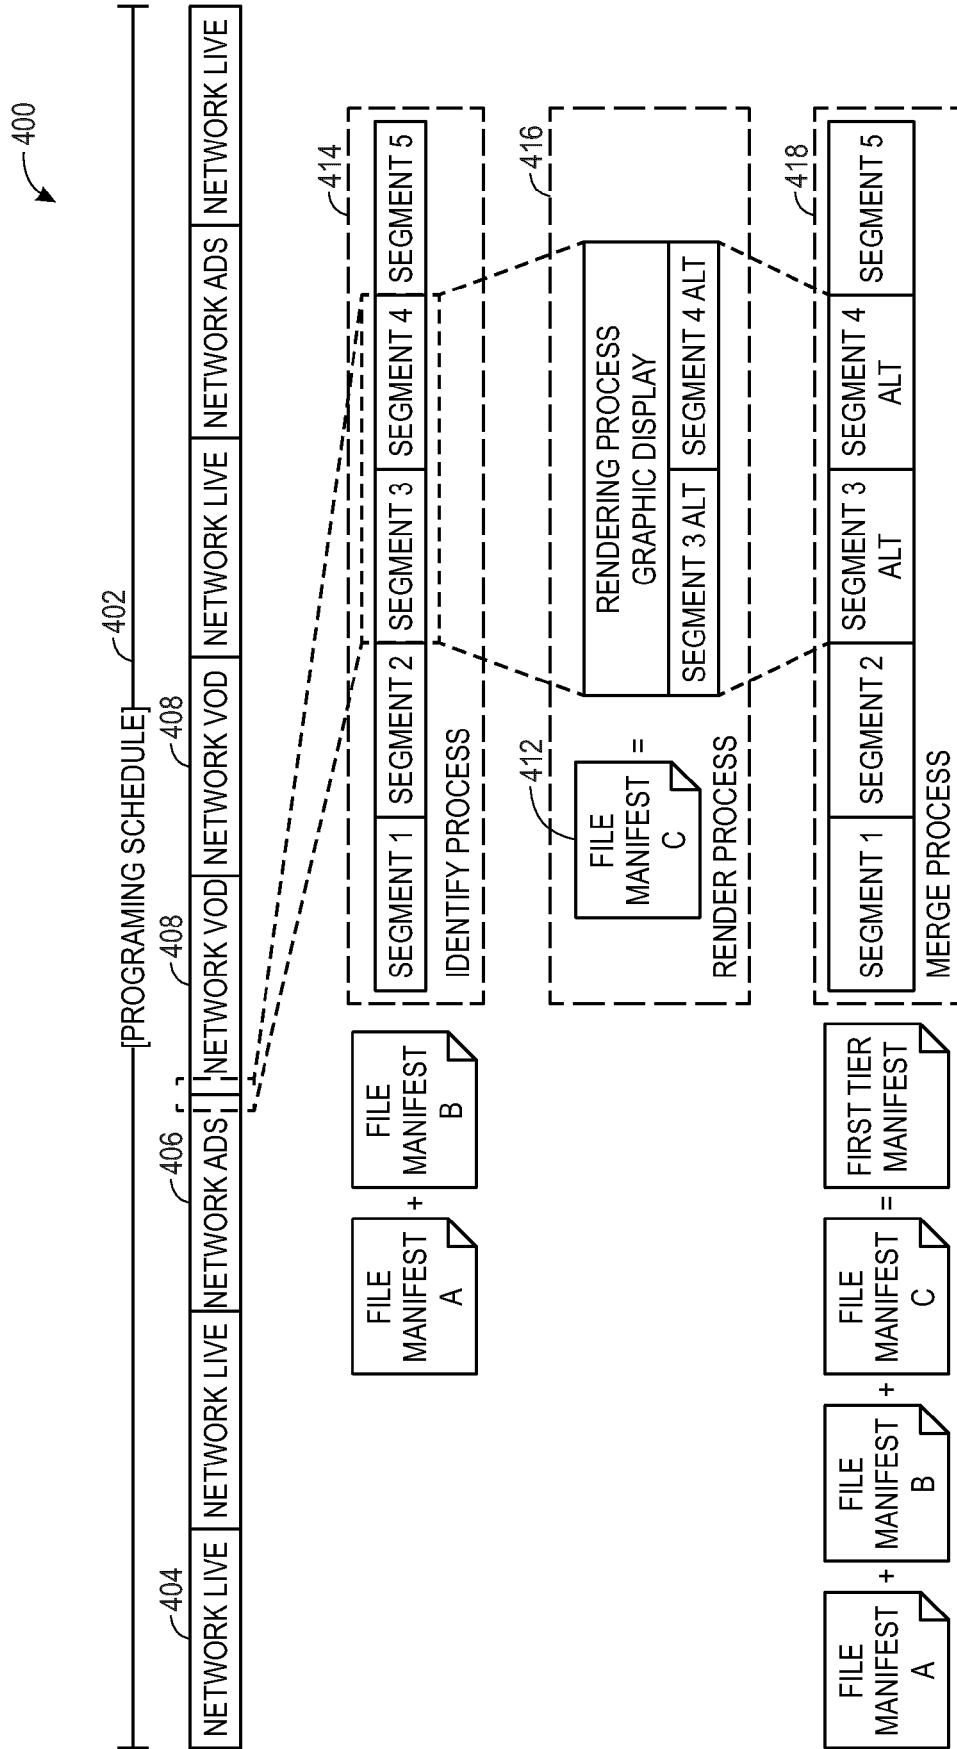 400
402
[PROGRAMING SCHEDULE]
404
406
408
408
NETWORK LIVE
NETWORK LIVE
NETWORK ADS
NETWORK VOD
NETWORK VOD
NETWORK LIVE
NETWORK ADS
NETWORK LIVE
414
FILE
MANIFEST
A
+
FILE
MANIFEST
B
SEGMENT 1
SEGMENT 2
SEGMENT 3
SEGMENT 4
SEGMENT 5
IDENTIFY PROCESS
416
412
FILE
MANIFEST
C
=
RENDERING PROCESS
GRAPHIC DISPLAY
SEGMENT 3 ALT
SEGMENT 4 ALT
RENDER PROCESS
418
FILE
MANIFEST
A
+
FILE
MANIFEST
B
+
FILE
MANIFEST
C
=
FIRST TIER
MANIFEST
SEGMENT 1
SEGMENT 2
SEGMENT 3
ALT
SEGMENT 4
ALT
SEGMENT 5
MERGE PROCESS